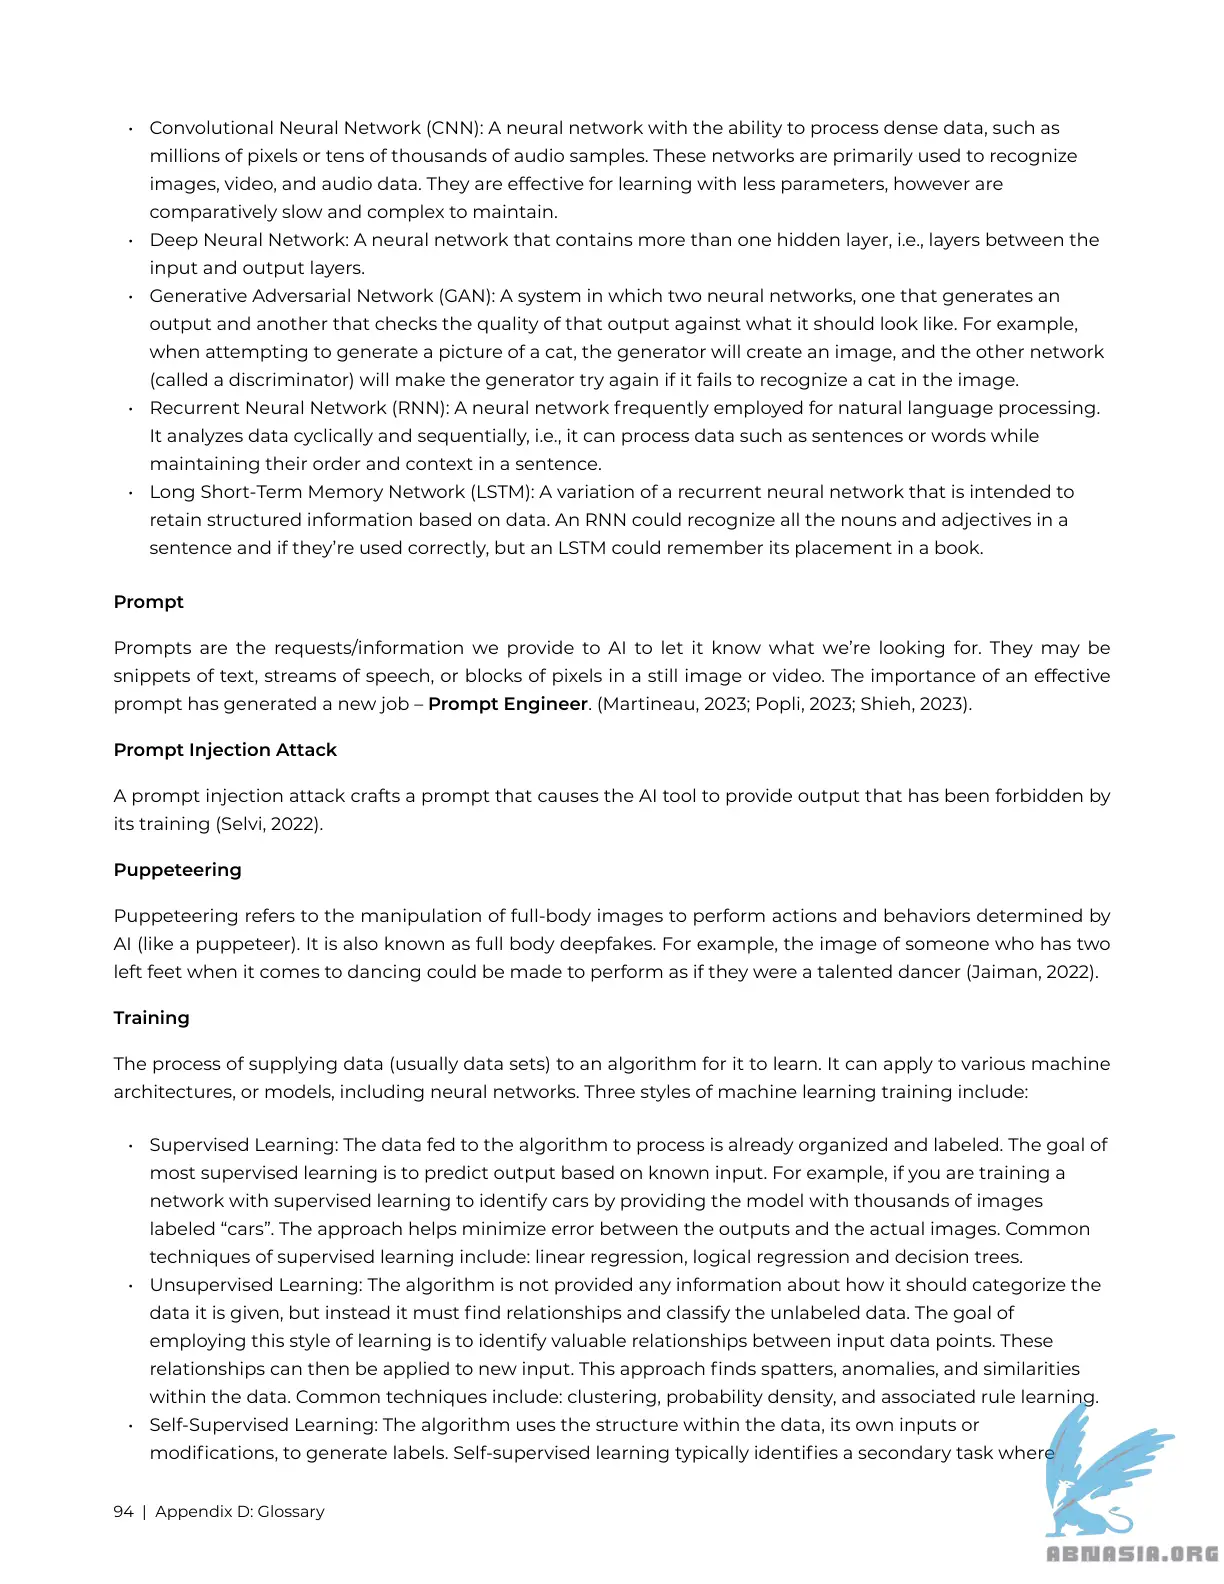 • Convolutional Neural Network (CNN): A neural network with the ability to process dense data, such as
millions of pixels or tens of thousands of audio samples. These networks are primarily used to recognize
images, video, and audio data. They are effective for learning with less parameters, however are
comparatively slow and complex to maintain.
• Deep Neural Network: A neural network that contains more than one hidden layer, i.e., layers between the
input and output layers.
• Generative Adversarial Network (GAN): A system in which two neural networks, one that generates an
output and another that checks the quality of that output against what it should look like. For example,
when attempting to generate a picture of a cat, the generator will create an image, and the other network
(called a discriminator) will make the generator try again if it fails to recognize a cat in the image.
• Recurrent Neural Network (RNN): A neural network frequently employed for natural language processing.
It analyzes data cyclically and sequentially, i.e., it can process data such as sentences or words while
maintaining their order and context in a sentence.
• Long Short-Term Memory Network (LSTM): A variation of a recurrent neural network that is intended to
retain structured information based on data. An RNN could recognize all the nouns and adjectives in a
sentence and if they’re used correctly, but an LSTM could remember its placement in a book.
Prompt
Prompts are the requests/information we provide to AI to let it know what we’re looking for. They may be
snippets of text, streams of speech, or blocks of pixels in a still image or video. The importance of an effective
prompt has generated a new job – Prompt Engineer. (Martineau, 2023; Popli, 2023; Shieh, 2023).
Prompt Injection Attack
A prompt injection attack crafts a prompt that causes the AI tool to provide output that has been forbidden by
its training (Selvi, 2022).
Puppeteering
Puppeteering refers to the manipulation of full-body images to perform actions and behaviors determined by
AI (like a puppeteer). It is also known as full body deepfakes. For example, the image of someone who has two
left feet when it comes to dancing could be made to perform as if they were a talented dancer (Jaiman, 2022).
Training
The process of supplying data (usually data sets) to an algorithm for it to learn. It can apply to various machine
architectures, or models, including neural networks. Three styles of machine learning training include:
• Supervised Learning: The data fed to the algorithm to process is already organized and labeled. The goal of
most supervised learning is to predict output based on known input. For example, if you are training a
network with supervised learning to identify cars by providing the model with thousands of images
labeled “cars”. The approach helps minimize error between the outputs and the actual images. Common
techniques of supervised learning include: linear regression, logical regression and decision trees.
• Unsupervised Learning: The algorithm is not provided any information about how it should categorize the
data it is given, but instead it must find relationships and classify the unlabeled data. The goal of
employing this style of learning is to identify valuable relationships between input data points. These
relationships can then be applied to new input. This approach finds spatters, anomalies, and similarities
within the data. Common techniques include: clustering, probability density, and associated rule learning.
• Self-Supervised Learning: The algorithm uses the structure within the data, its own inputs or
modifications, to generate labels. Self-supervised learning typically identifies a secondary task where
94 | Appendix D: Glossary
ABNASIA.ORG